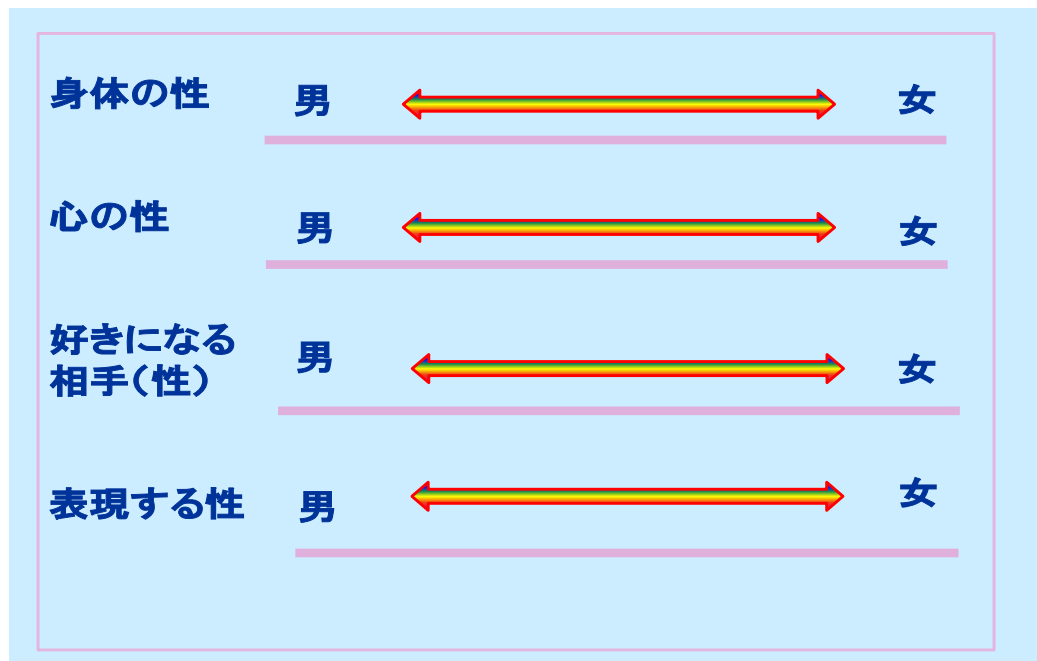 身体の性 男 女
心の性 男 女
好きになる
相手（性） 男 女
表現する性 男 女